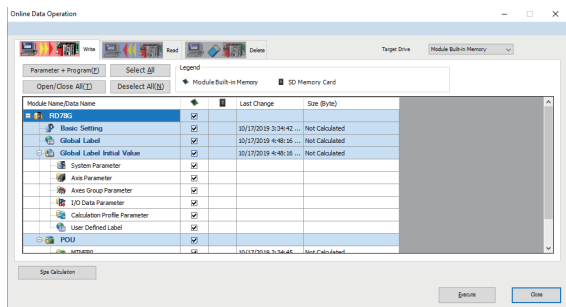 Online Data Operation
Write Read Delete Target Drive Module Built-in Memory
Parameter + Program(F) Select All Legend
Open/Close All(T) Deselect All(N) Module Built-in Memory SD Memory Card
Module Name/Data Name Last Change Size (Byte)
RD78G
Basic Setting 10/17/2019 3:34:42 ... Not Calculated
Global Label 10/17/2019 4:48:16 ... Not Calculated
Global Label Initial Value 10/17/2019 4:48:16 ... Not Calculated
System Parameter
Axis Parameter
Axes Group Parameter
I/O Data Parameter
Calculation Profile Parameter
User Defined Label
POU
10/17/2019 3:34:45 Not Calculated
Size Calculation
Execute Close